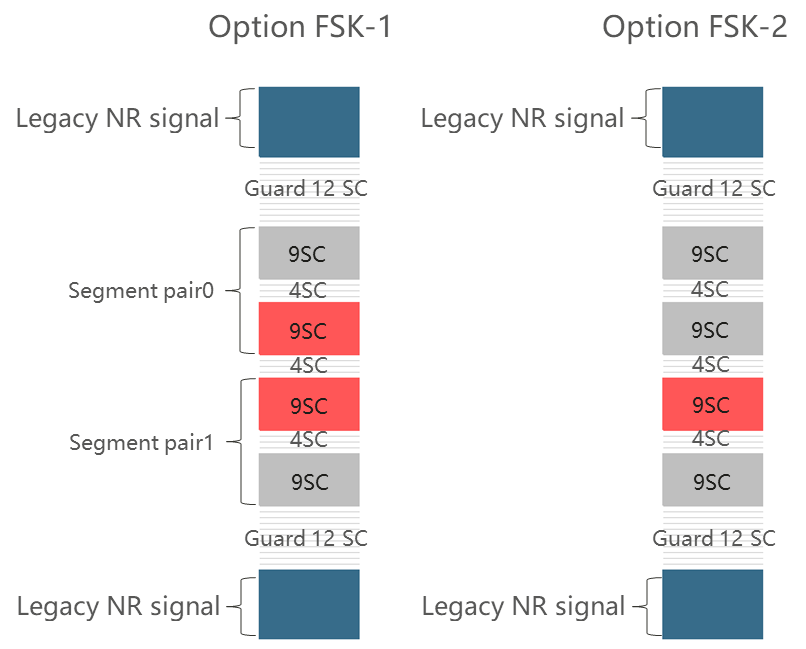 Option FSK-1
Option FSK-2
Legacy NR signal
Legacy NR signal
Guard 12 SC
Guard 12 SC
9SC
9SC
Segment pair0
4SC
4SC
9SC
9SC
4SC
4SC
9SC
9SC
Segment pair1
4SC
4SC
9SC
9SC
Guard 12 SC
Guard 12 SC
Legacy NR signal
Legacy NR signal